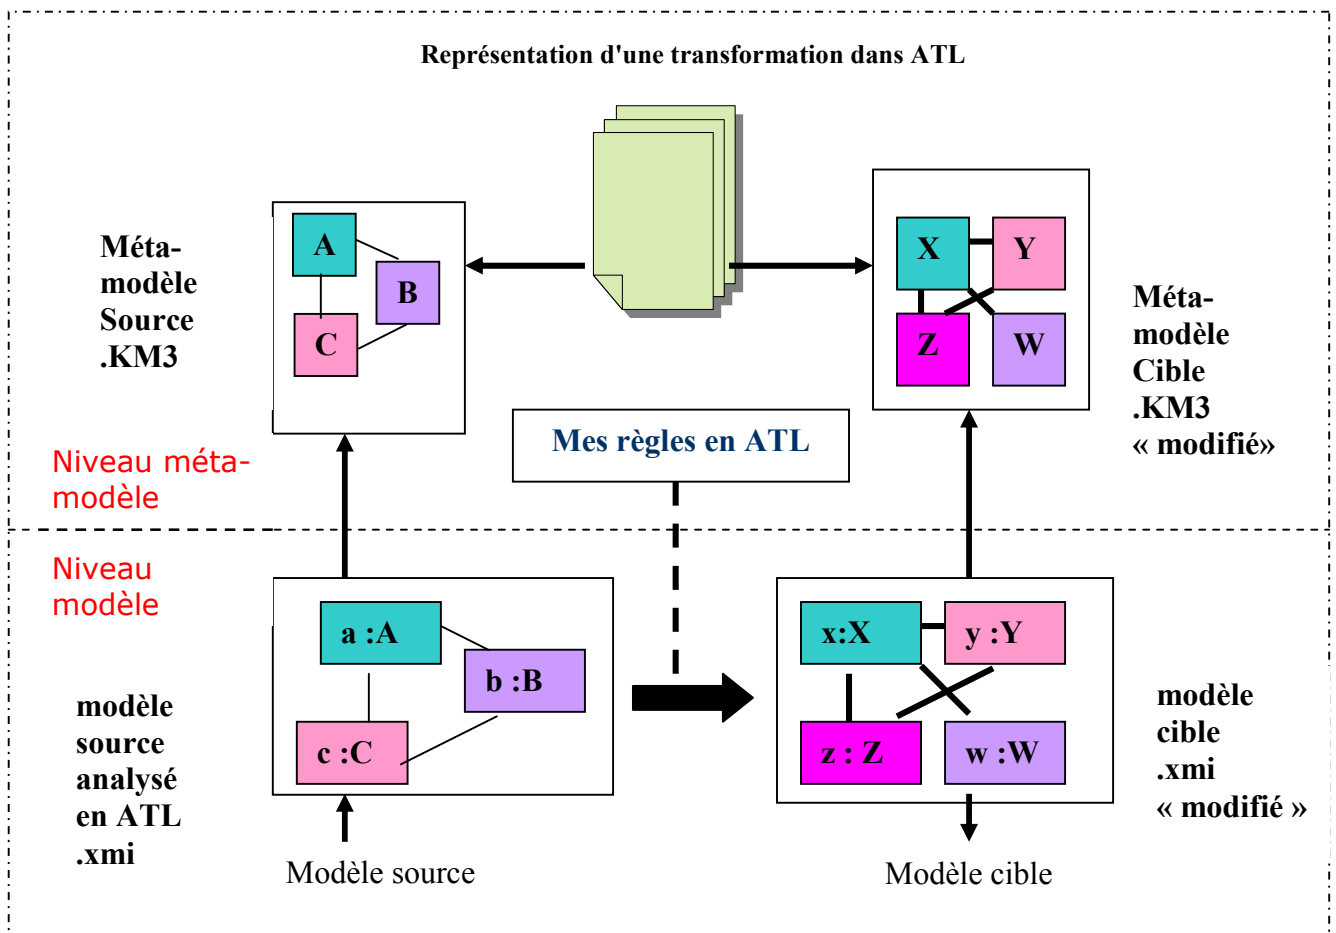 Représentation d'une transformation dans ATL
Méta-
modèle
Source
.KM3
A
B
C
X
Y
Z
W
Méta-
modèle
Cible
.KM3
« modifié»
Mes règles en ATL
Niveau méta-
modèle
Niveau
modèle
modèle
source
analysé
en ATL
.xmi
a :A
b :B
c :C
x:X
y :Y
z : Z
w :W
modèle
cible
.xmi
« modifié »
Modèle source
Modèle cible